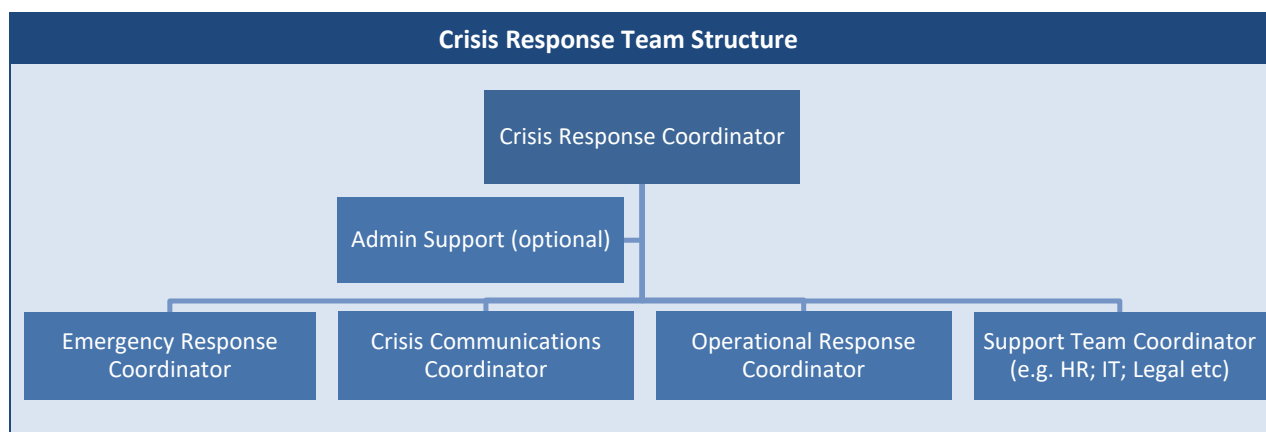 Crisis Response Team Structure
Crisis Response Coordinator
Admin Support (optional)
Emergency Response
Coordinator
Crisis Communications
Coordinator
Operational Response
Coordinator
Support Team Coordinator
(e.g. HR; IT; Legal etc)